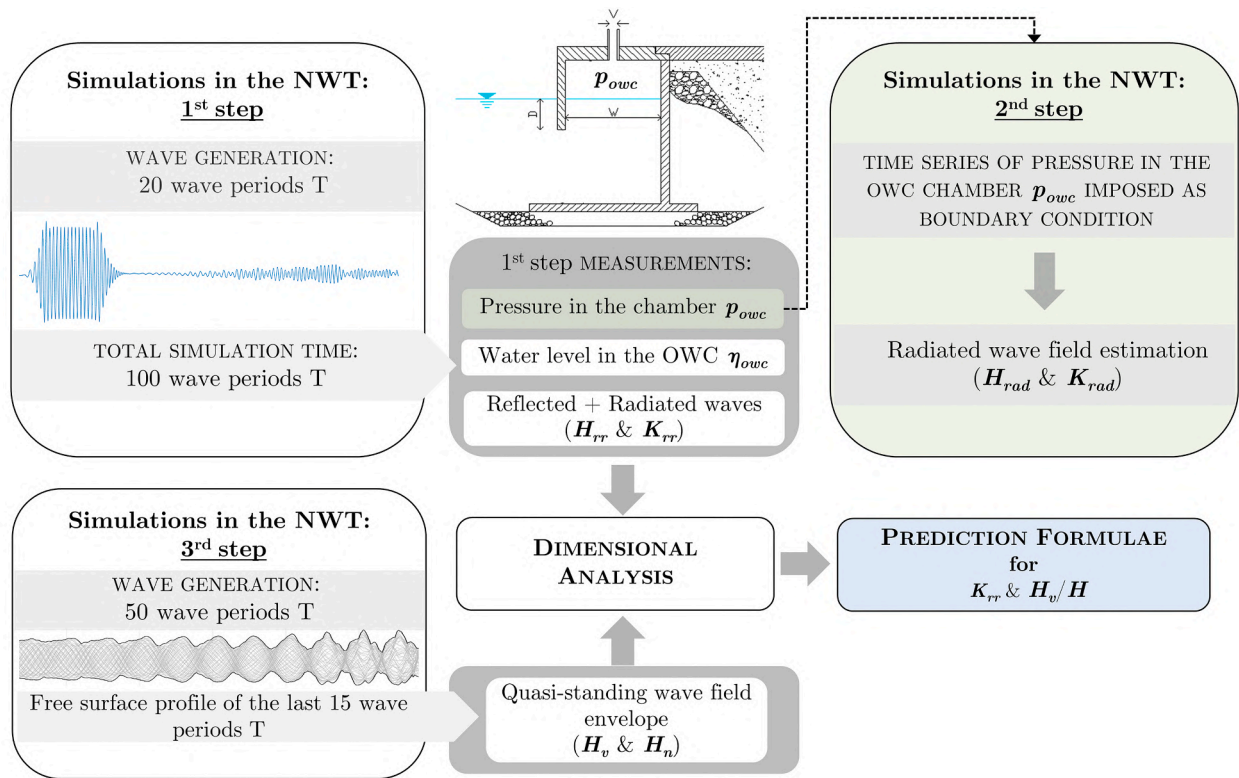 Simulations in the NWT:
1st step
WAVE GENERATION:
20 wave periods T
TOTAL SIMULATION TIME:
100 wave periods T
V
p_owc
D
W
1st step MEASUREMENTS:
Pressure in the chamber p_owc
Water level in the OWC η_owc
Reflected + Radiated waves
(H_rr & K_rr)
Simulations in the NWT:
2nd step
TIME SERIES OF PRESSURE IN THE
OWC CHAMBER p_owc IMPOSED AS
BOUNDARY CONDITION
Radiated wave field estimation
(H_rad & K_rad)
Simulations in the NWT:
3rd step
WAVE GENERATION:
50 wave periods T
Free surface profile of the last 15 wave
periods T
DIMENSIONAL
ANALYSIS
Quasi-standing wave field
envelope
(H_v & H_n)
PREDICTION FORMULAE
for
K_rr & H_v/H